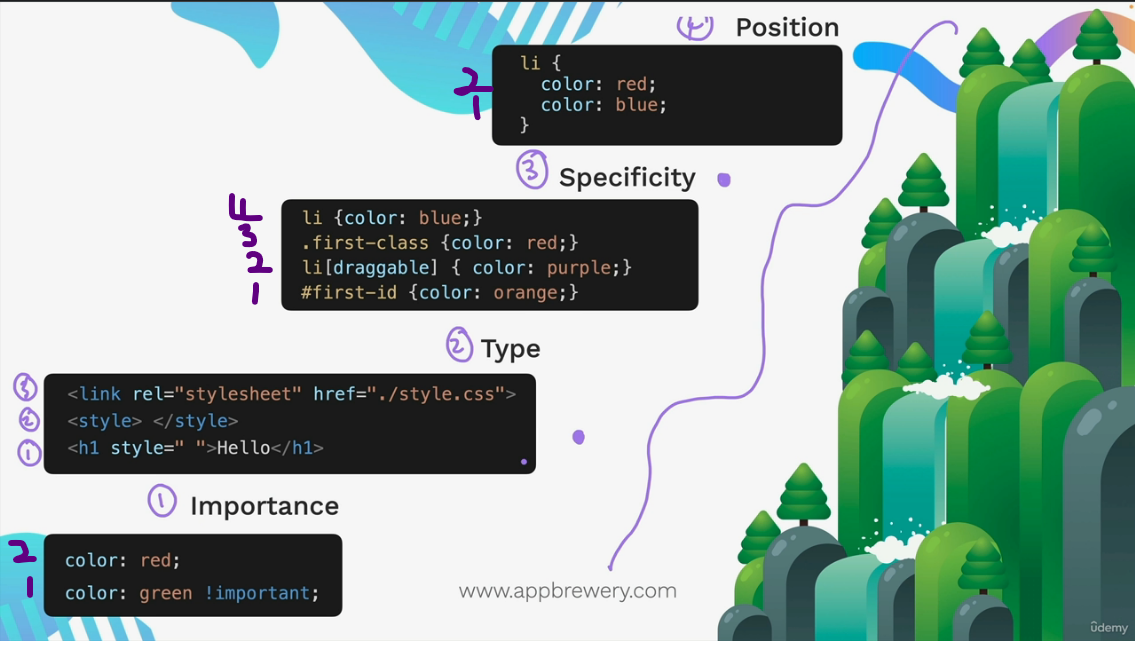 4 Position
2
1
li {
color: red;
color: blue;
}
3 Specificity
4
3
2
1
li {color: blue;}
.first-class {color: red;}
li[draggable] { color: purple;}
#first-id {color: orange;}
2 Type
3 <link rel="stylesheet" href="./style.css">
2 <style> </style>
1 <h1 style=" ">Hello</h1>
1 Importance
2 color: red;
1 color: green !important;
www.appbrewery.com
ûdemy